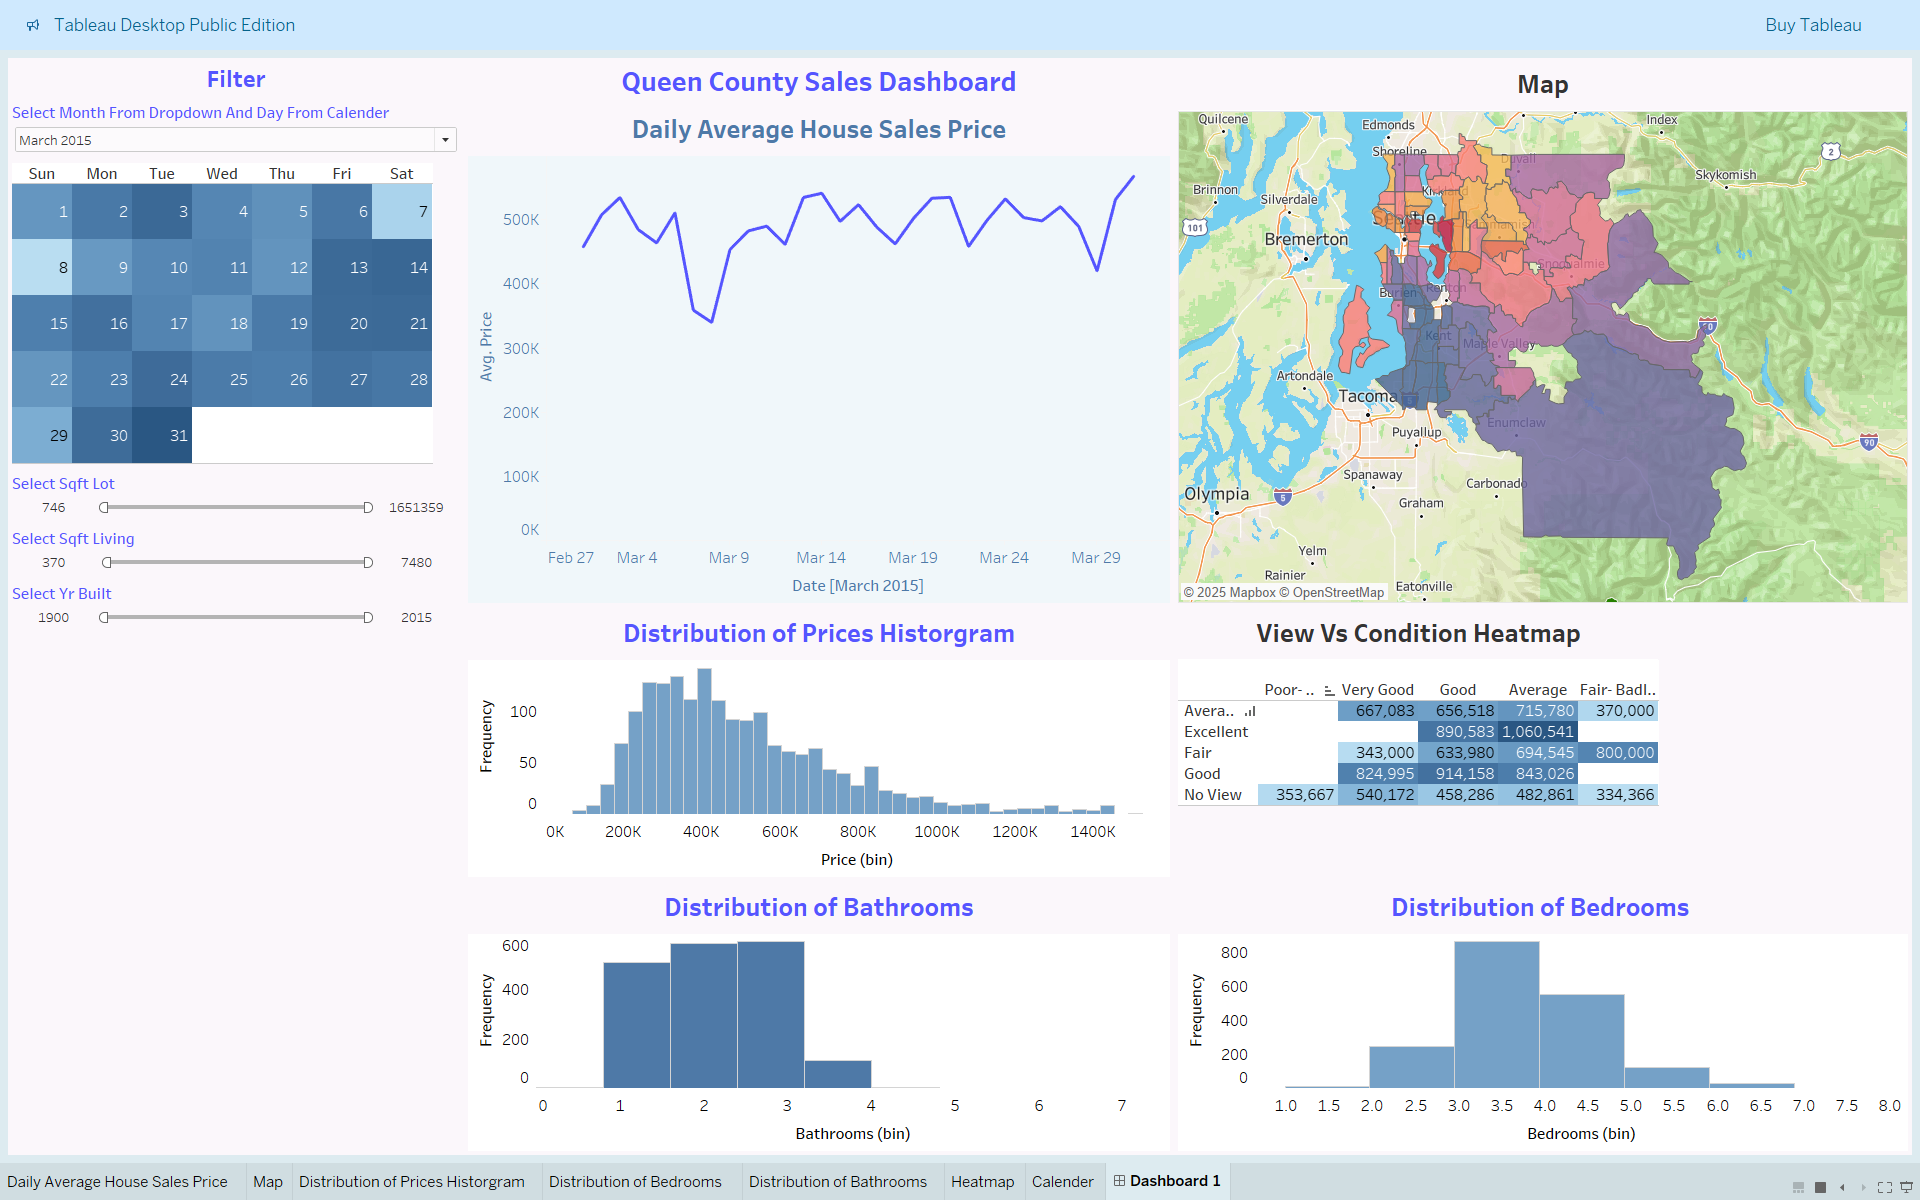 Tableau Desktop Public Edition
Buy Tableau
Filter
Select Month From Dropdown And Day From Calender
March 2015
Sun Mon Tue Wed Thu Fri Sat
1 2 3 4 5 6 7
8 9 10 11 12 13 14
15 16 17 18 19 20 21
22 23 24 25 26 27 28
29 30 31
Select Sqft Lot
746 1651359
Select Sqft Living
370 7480
Select Yr Built
1900 2015
Queen County Sales Dashboard
Daily Average House Sales Price
Avg. Price
500K
400K
300K
200K
100K
0K
Feb 27 Mar 4 Mar 9 Mar 14 Mar 19 Mar 24 Mar 29
Date [March 2015]
Map
Quilcene
Edmonds
Index
Shoreline
Duvall
2
Skykomish
Brinnon
Silverdale
101
Bremerton
Snoqualmie
Burien
Renton
90
Kent
Maple Valley
Artondale
Tacoma
Enumclaw
Puyallup
90
Spanaway
Carbonado
Olympia
5
Graham
Yelm
Rainier
Eatonville
© 2025 Mapbox © OpenStreetMap
Distribution of Prices Historgram
Frequency
100
50
0
0K 200K 400K 600K 800K 1000K 1200K 1400K
Price (bin)
View Vs Condition Heatmap
Poor- .. Very Good Good Average Fair- Badl..
Avera.. 667,083 656,518 715,780 370,000
Excellent 890,583 1,060,541
Fair 343,000 633,980 694,545 800,000
Good 824,995 914,158 843,026
No View 353,667 540,172 458,286 482,861 334,366
Distribution of Bathrooms
Frequency
600
400
200
0
0 1 2 3 4 5 6 7
Bathrooms (bin)
Distribution of Bedrooms
Frequency
800
600
400
200
0
1.0 1.5 2.0 2.5 3.0 3.5 4.0 4.5 5.0 5.5 6.0 6.5 7.0 7.5 8.0
Bedrooms (bin)
Daily Average House Sales Price Map Distribution of Prices Historgram Distribution of Bedrooms Distribution of Bathrooms Heatmap Calender Dashboard 1